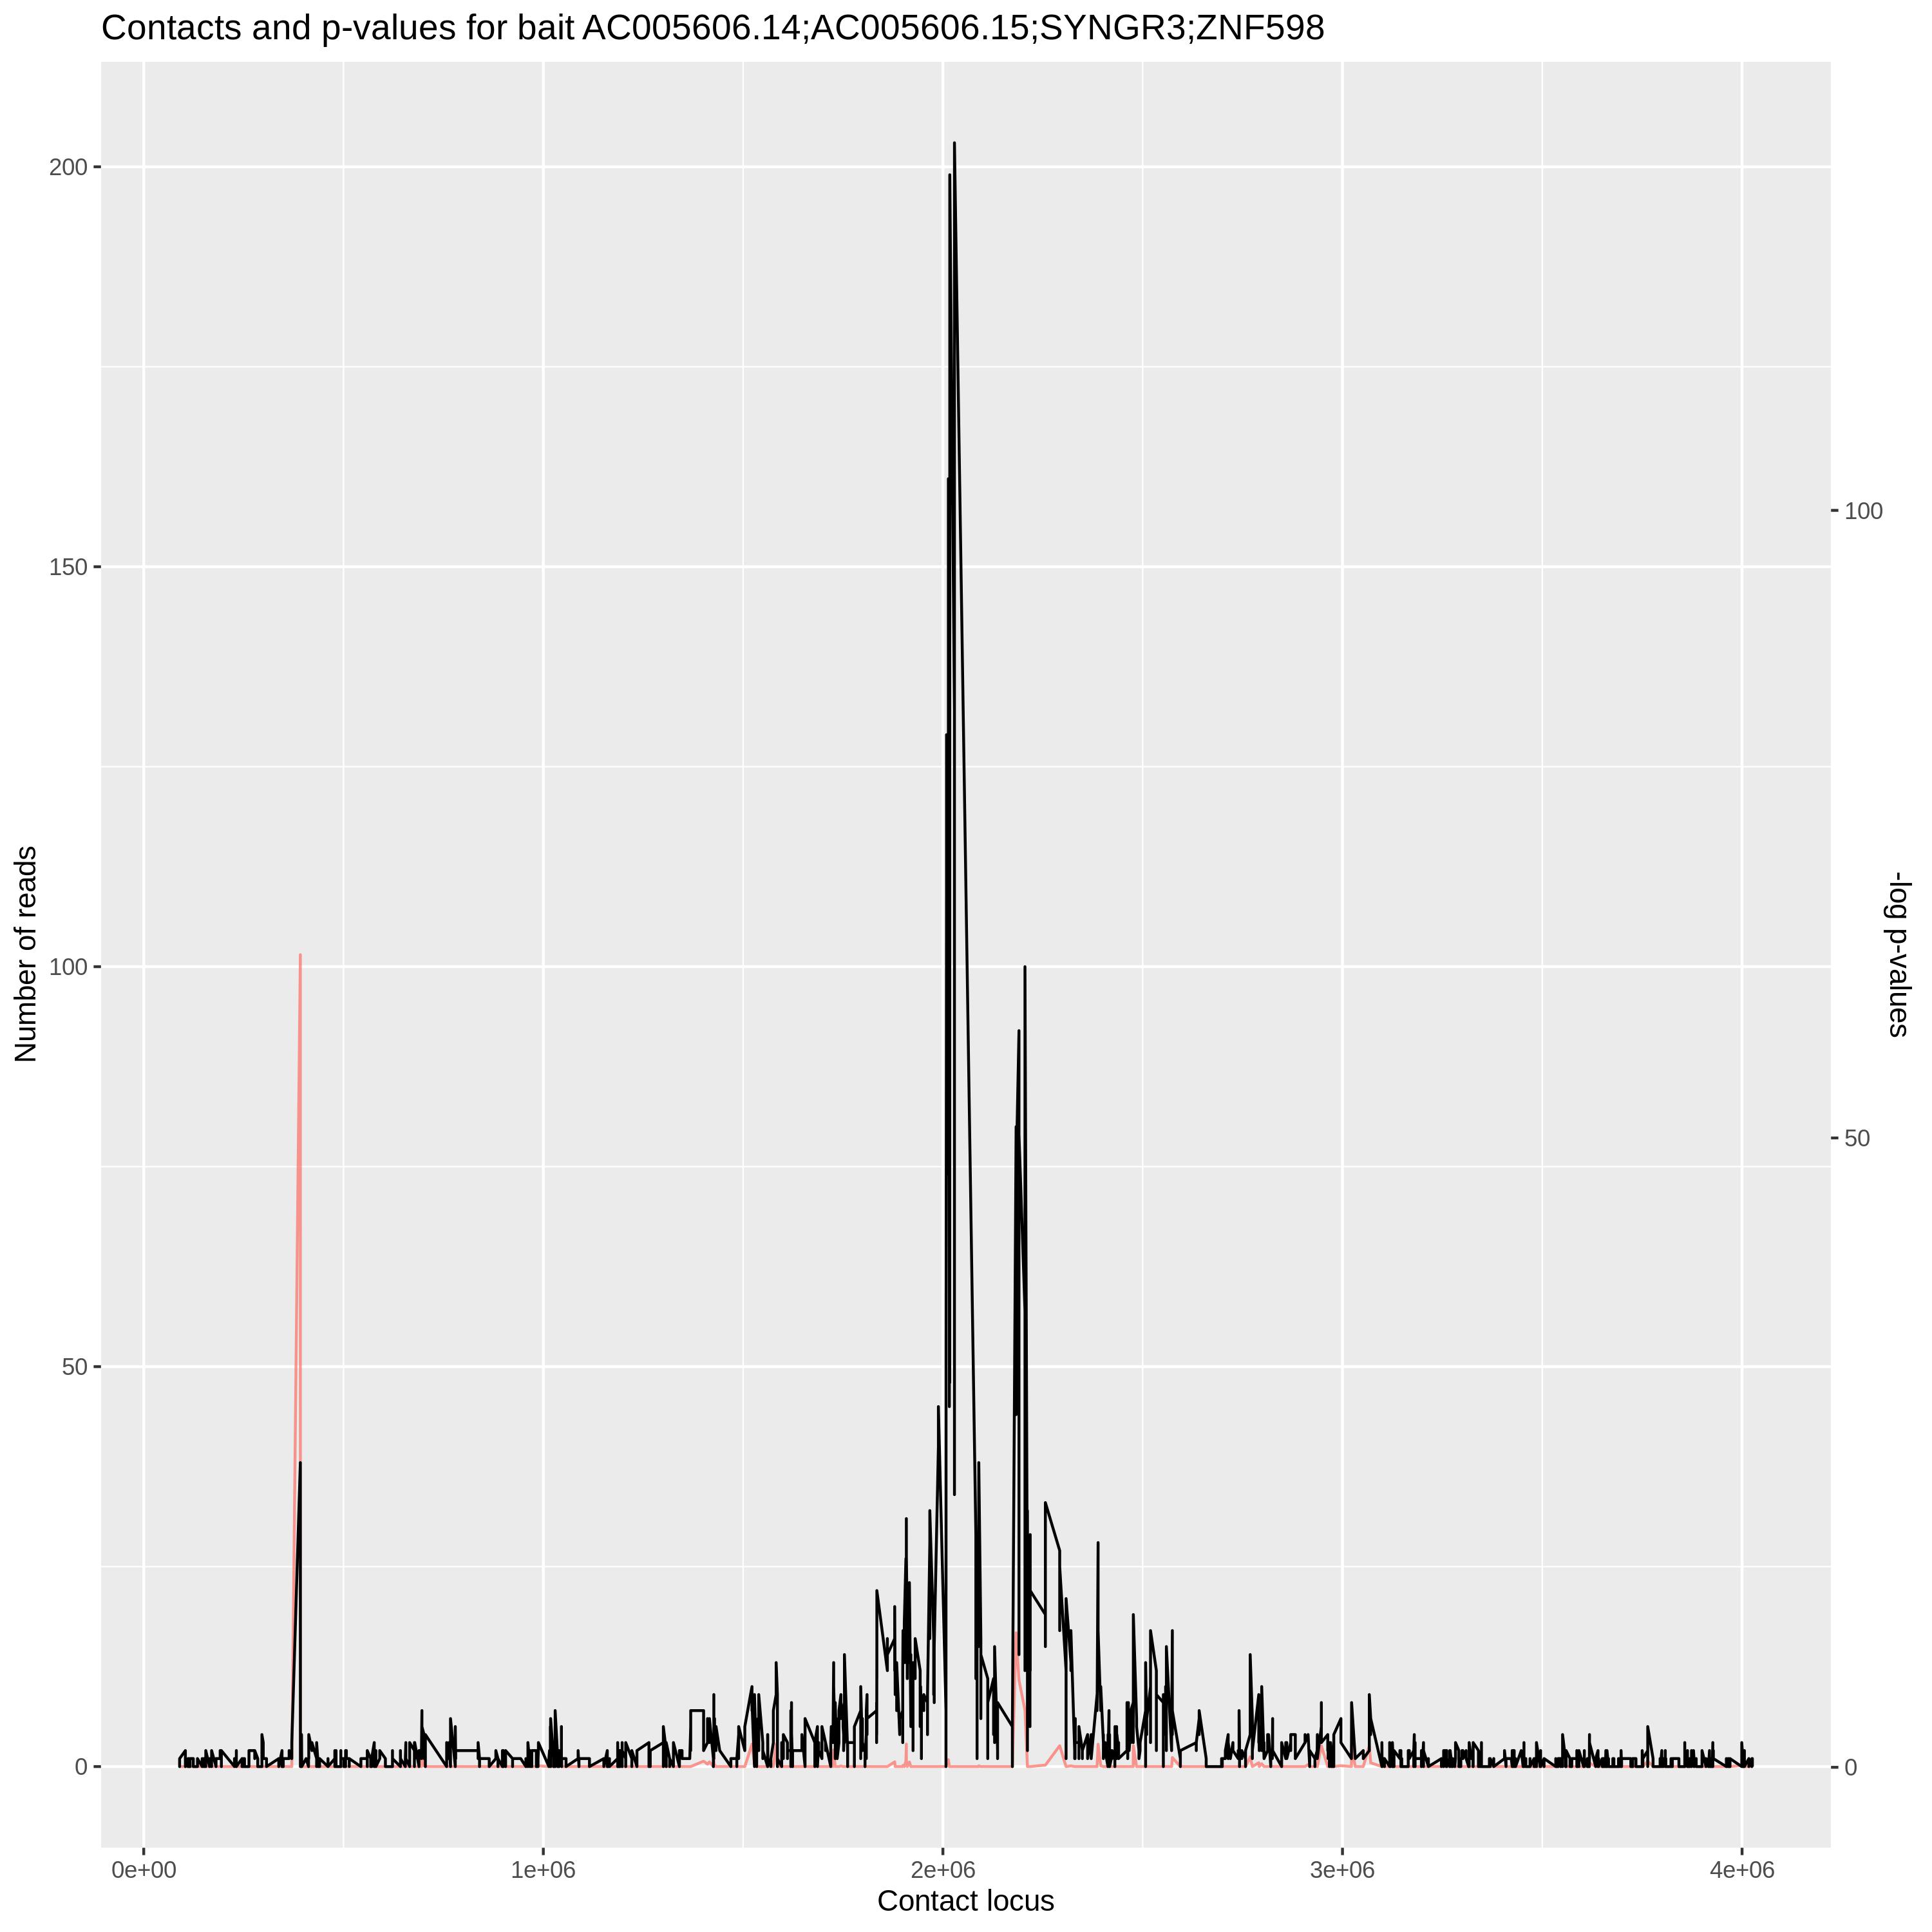 Contacts and p-values for bait AC005606.14;AC005606.15;SYNGR3;ZNF598
200
150
100
50
0
Number of reads
100
50
0
-log p-values
0e+00
1e+06
2e+06
3e+06
4e+06
Contact locus